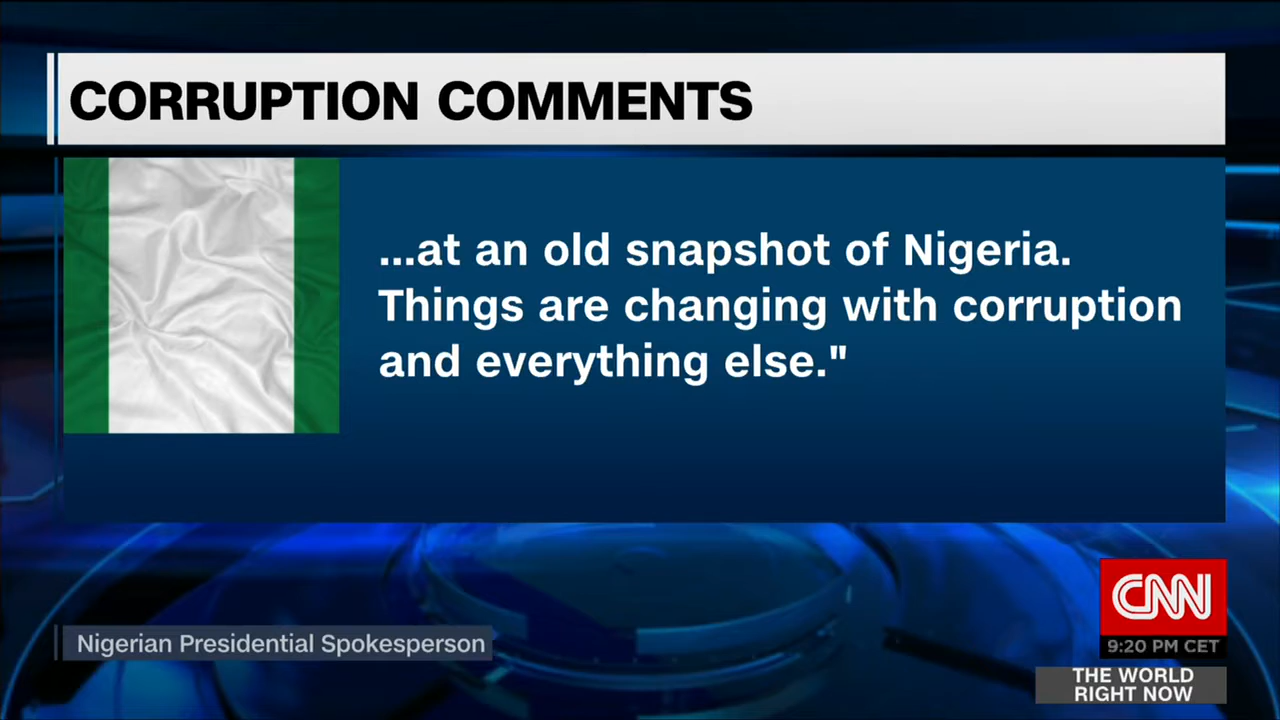 CORRUPTION COMMENTS
...at an old snapshot of Nigeria.
Things are changing with corruption
and everything else."
Nigerian Presidential Spokesperson
CNN
9:20 PM CET
THE WORLD
RIGHT NOW